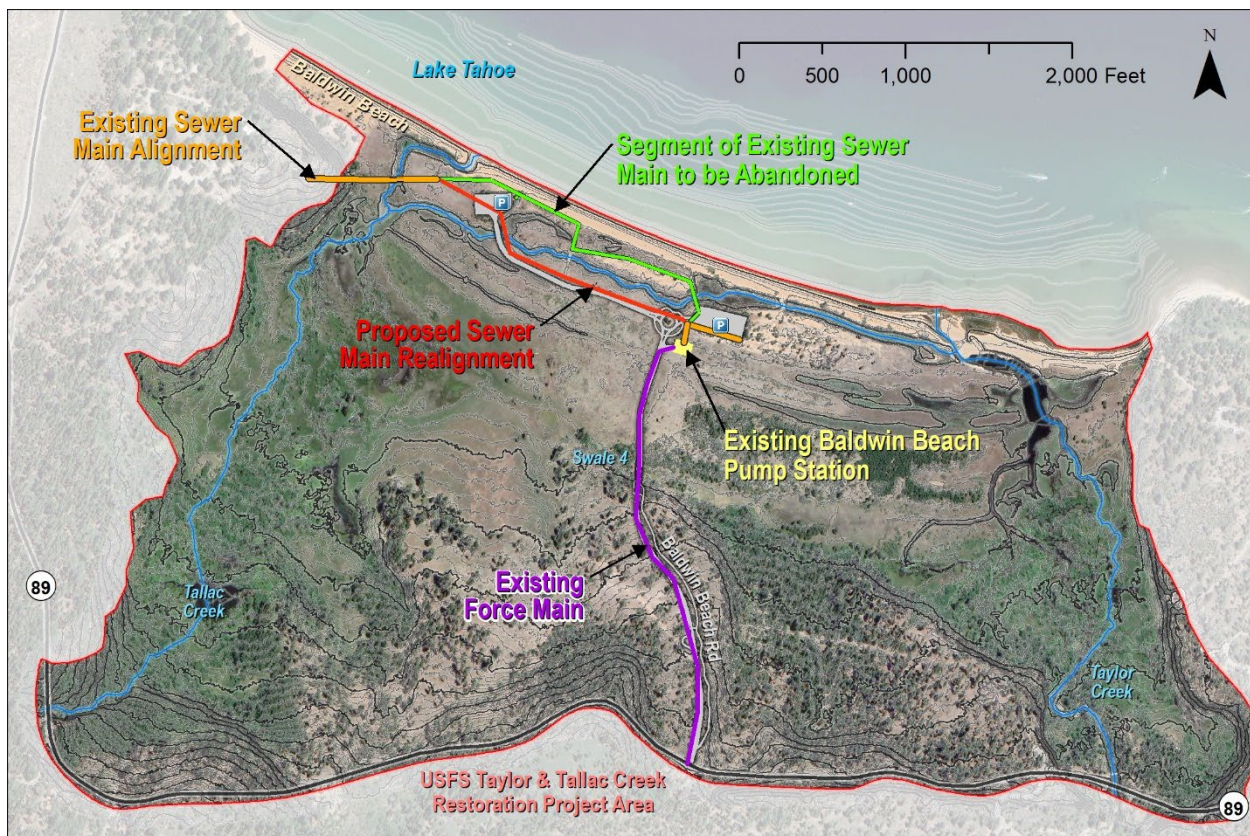 N
Lake Tahoe
0 500 1,000 2,000 Feet
Baldwin Beach
Existing Sewer
Main Alignment
Segment of Existing Sewer
Main to be Abandoned
P
P
Proposed Sewer
Main Realignment
Existing Baldwin Beach
Pump Station
Swale 4
Baldwin Beach Rd
Existing
Force Main
89
Tallac
Creek
Taylor
Creek
USFS Taylor & Tallac Creek
Restoration Project Area
89